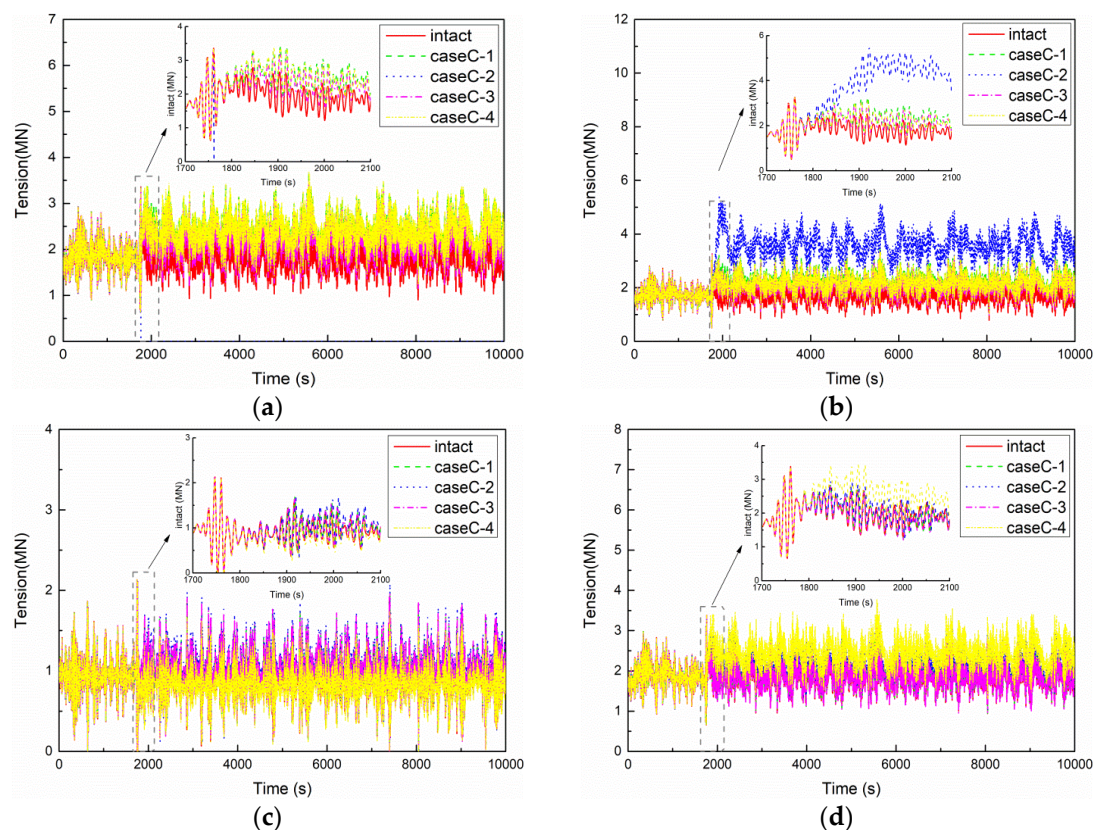 7
6
5
4
3
2
1
0
Tension(MN)
0 2000 4000 6000 8000 10000
Time (s)
4
3
2
1
0
intact (MN)
1700 1800 1900 2000 2100
Time (s)
intact
caseC-1
caseC-2
caseC-3
caseC-4
(a)
12
10
8
6
4
2
0
Tension(MN)
0 2000 4000 6000 8000 10000
Time (s)
6
4
2
0
intact (MN)
1700 1800 1900 2000 2100
Time (s)
intact
caseC-1
caseC-2
caseC-3
caseC-4
(b)
4
3
2
1
0
Tension(MN)
0 2000 4000 6000 8000 10000
Time (s)
3
2
1
0
intact (MN)
1700 1800 1900 2000 2100
Time (s)
intact
caseC-1
caseC-2
caseC-3
caseC-4
(c)
8
7
6
5
4
3
2
1
0
Tension(MN)
0 2000 4000 6000 8000 10000
Time (s)
4
3
2
1
0
intact (MN)
1700 1800 1900 2000 2100
Time (s)
intact
caseC-1
caseC-2
caseC-3
caseC-4
(d)